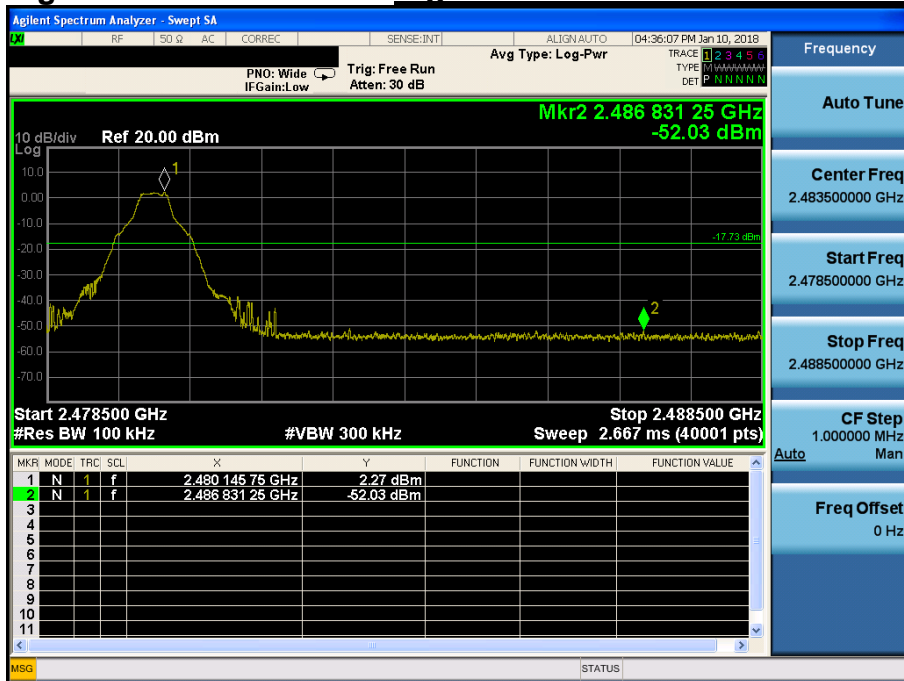 Agilent Spectrum Analyzer - Swept SA
LXI RF 50 Ω AC CORREC SENSE:INT ALIGN AUTO 04:36:07 PM Jan 10, 2018
PNO: Wide Trig: Free Run Avg Type: Log-Pwr TRACE 1 2 3 4 5 6
IFGain:Low Atten: 30 dB TYPE M WWWWW
DET P N N N N N
Frequency
Auto Tune
Center Freq
2.483500000 GHz
Start Freq
2.478500000 GHz
Stop Freq
2.488500000 GHz
CF Step
1.000000 MHz
Auto Man
Freq Offset
0 Hz
Mkr2 2.486 831 25 GHz
-52.03 dBm
10 dB/div Ref 20.00 dBm
Log
10.0
0.00
-10.0
-20.0
-30.0
-40.0
-50.0
-60.0
-70.0
1
-17.73 dBm
2
Start 2.478500 GHz Stop 2.488500 GHz
#Res BW 100 kHz #VBW 300 kHz Sweep 2.667 ms (40001 pts)
MKR MODE TRC SCL X Y FUNCTION FUNCTION WIDTH FUNCTION VALUE
1 N 1 f 2.480 145 75 GHz 2.27 dBm
2 N 1 f 2.486 831 25 GHz -52.03 dBm
3
4
5
6
7
8
9
10
11
MSG STATUS